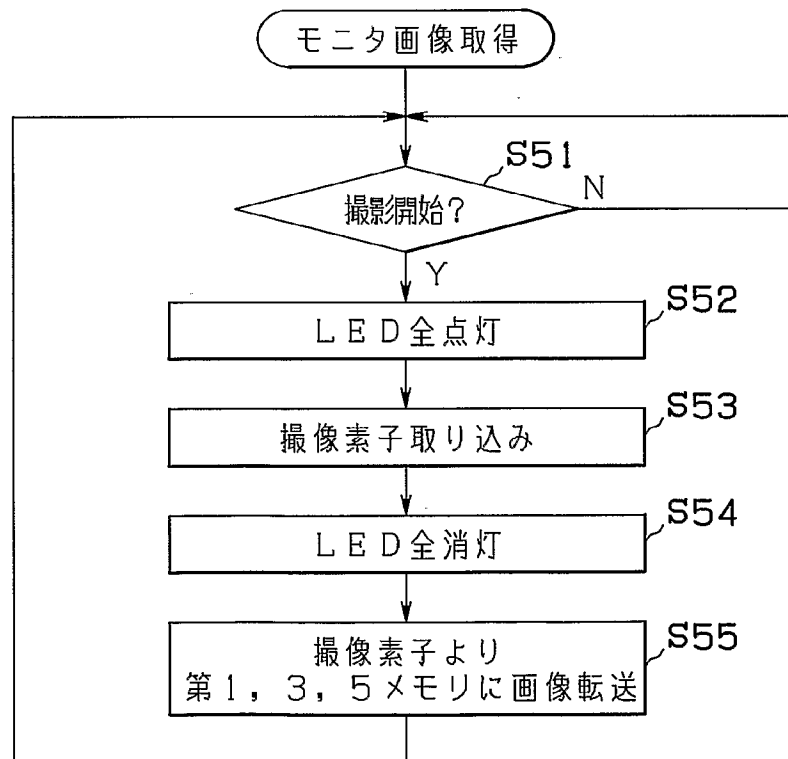 モニタ画像取得
S51
撮影開始?
N
Y
S52
LED全点灯
S53
撮像素子取り込み
S54
LED全消灯
S55
撮像素子より
第1,3,5メモリに画像転送